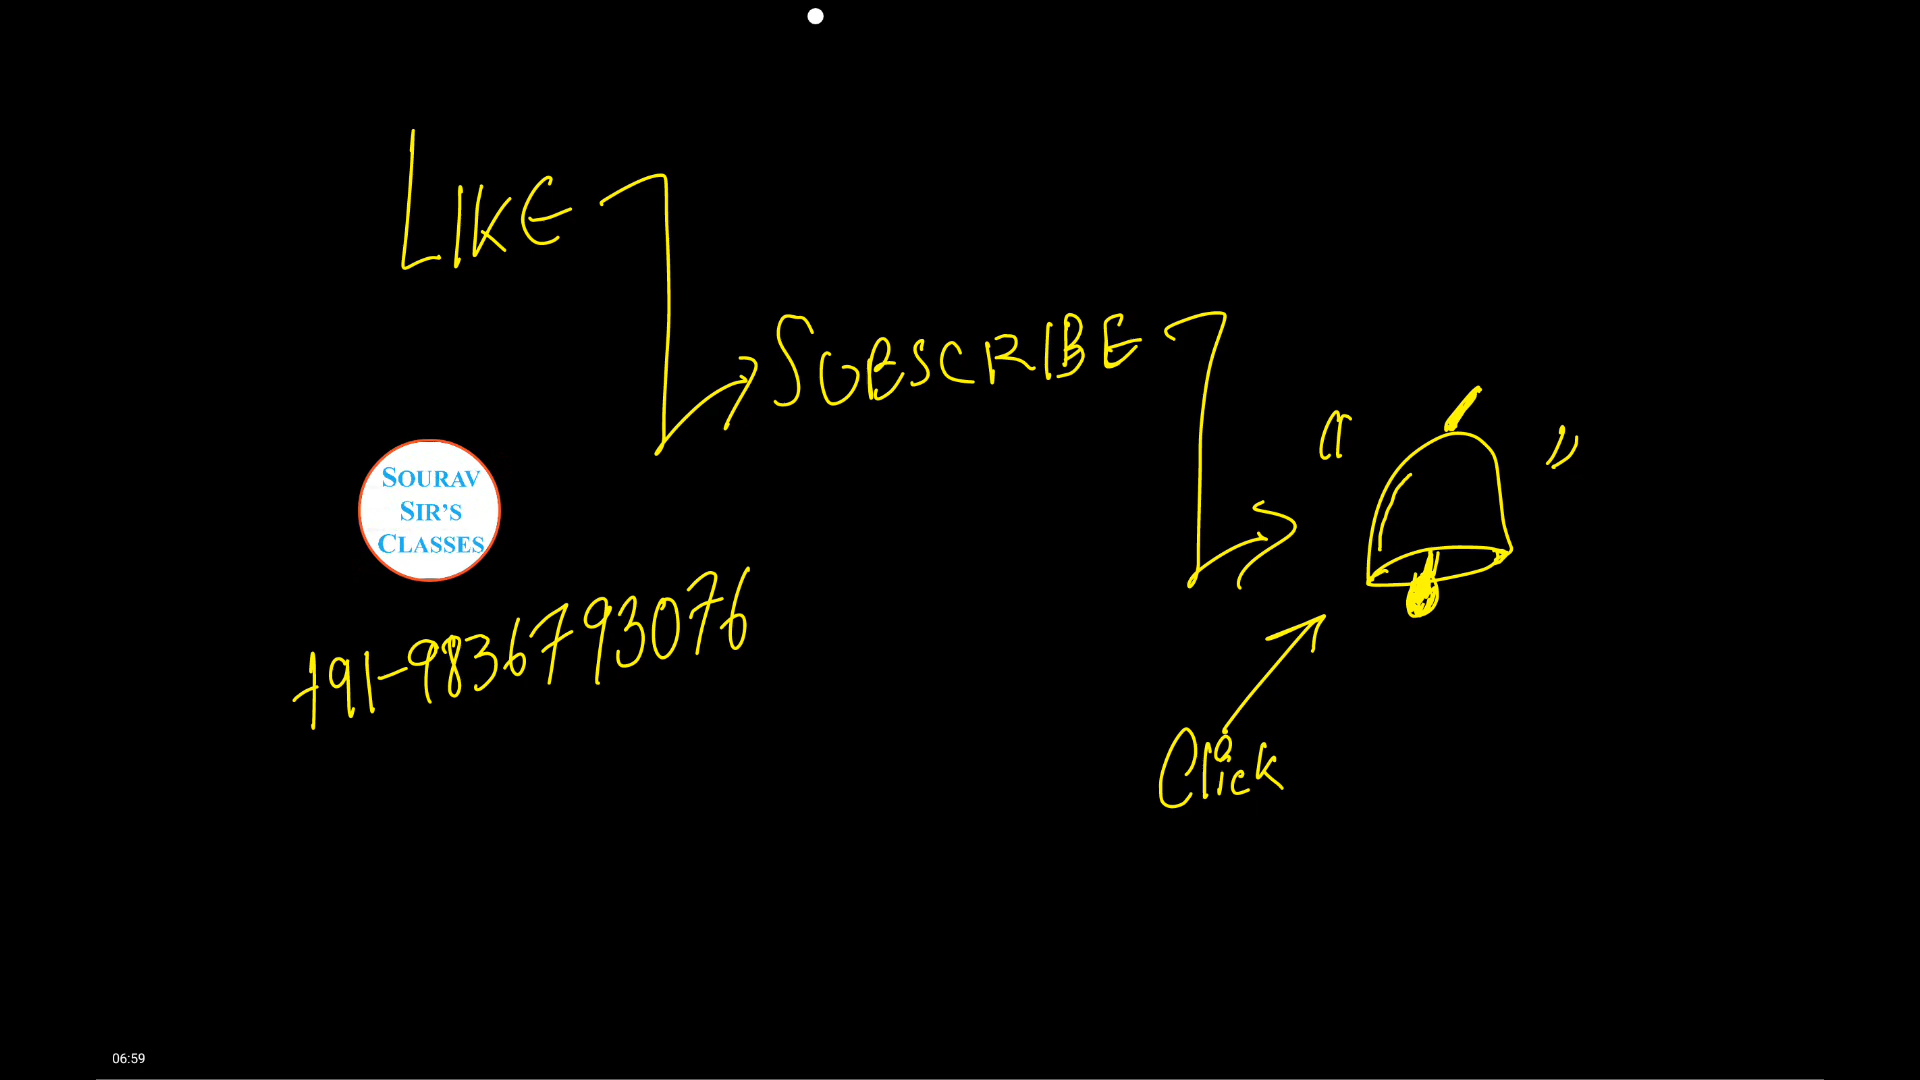 LIKE
SUBSCRIBE
SOURAV
SIR'S
CLASSES
+91-9836793076
Click
06:59